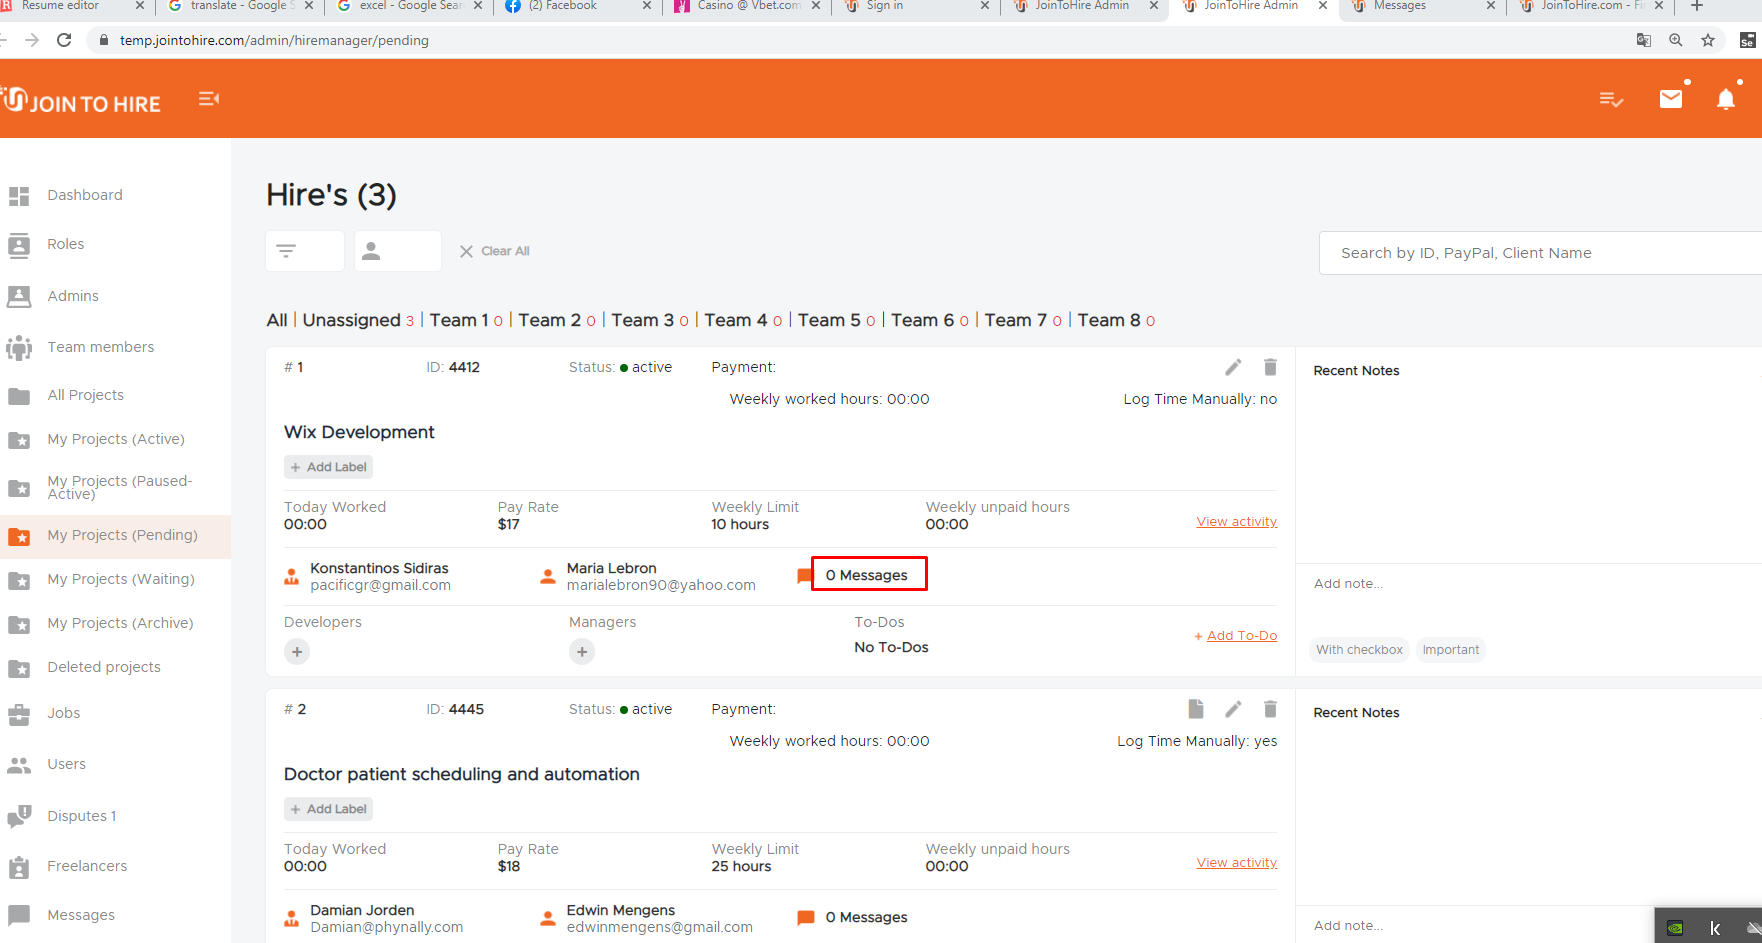 Resume editor
translate - Google S
excel - Google Sear
(2) Facebook
Casino @ Vbet.com
Sign in
JoinToHire Admin
JoinToHire Admin
Messages
JoinToHire.com - Fi
temp.jointohire.com/admin/hiremanager/pending
Se
JOIN TO HIRE
Dashboard
Roles
Admins
Team members
All Projects
My Projects (Active)
My Projects (Paused-
Active)
My Projects (Pending)
My Projects (Waiting)
My Projects (Archive)
Deleted projects
Jobs
Users
Disputes 1
Freelancers
Messages
Hire's (3)
Clear All
Search by ID, PayPal, Client Name
All | Unassigned 3 | Team 1 0 | Team 2 0 | Team 3 0 | Team 4 0 | Team 5 0 | Team 6 0 | Team 7 0 | Team 8 0
# 1 ID: 4412 Status: active Payment:
Weekly worked hours: 00:00 Log Time Manually: no
Wix Development
+ Add Label
Today Worked Pay Rate Weekly Limit Weekly unpaid hours
00:00 $17 10 hours 00:00 View activity
Konstantinos Sidiras Maria Lebron 0 Messages
pacificgr@gmail.com marialebron90@yahoo.com
Developers Managers To-Dos
+ + No To-Dos + Add To-Do
Recent Notes
Add note...
With checkbox Important
# 2 ID: 4445 Status: active Payment:
Weekly worked hours: 00:00 Log Time Manually: yes
Doctor patient scheduling and automation
+ Add Label
Today Worked Pay Rate Weekly Limit Weekly unpaid hours
00:00 $18 25 hours 00:00 View activity
Damian Jorden Edwin Mengens 0 Messages
Damian@phynally.com edwinmengens@gmail.com
Recent Notes
Add note...
k